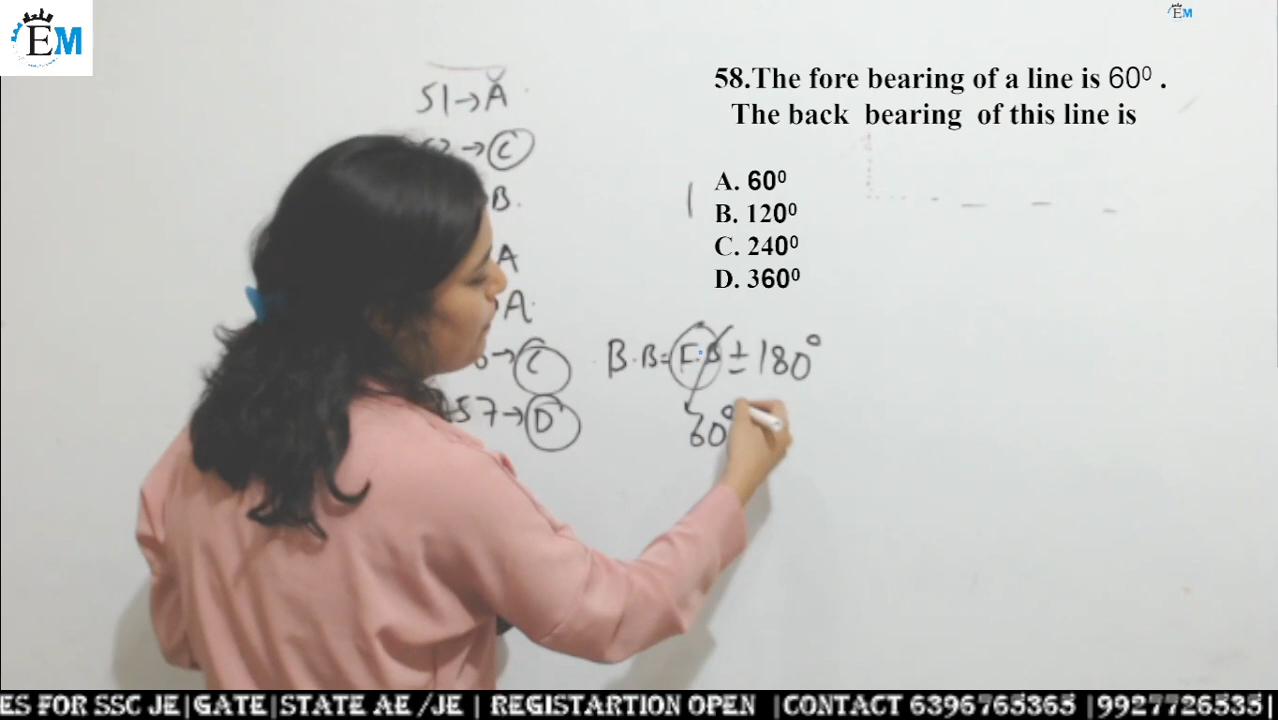 EM
EM
51→A
→C
B.
58.The fore bearing of a line is 60⁰ .
The back bearing of this line is
A. 60⁰
B. 120⁰
C. 240⁰
D. 360⁰
A
A.
→C
57→D
B.B=F.B ± 180°
60°
ES FOR SSC JE|GATE|STATE AE /JE | REGISTARTION OPEN |CONTACT 6396765365 |9927726535|